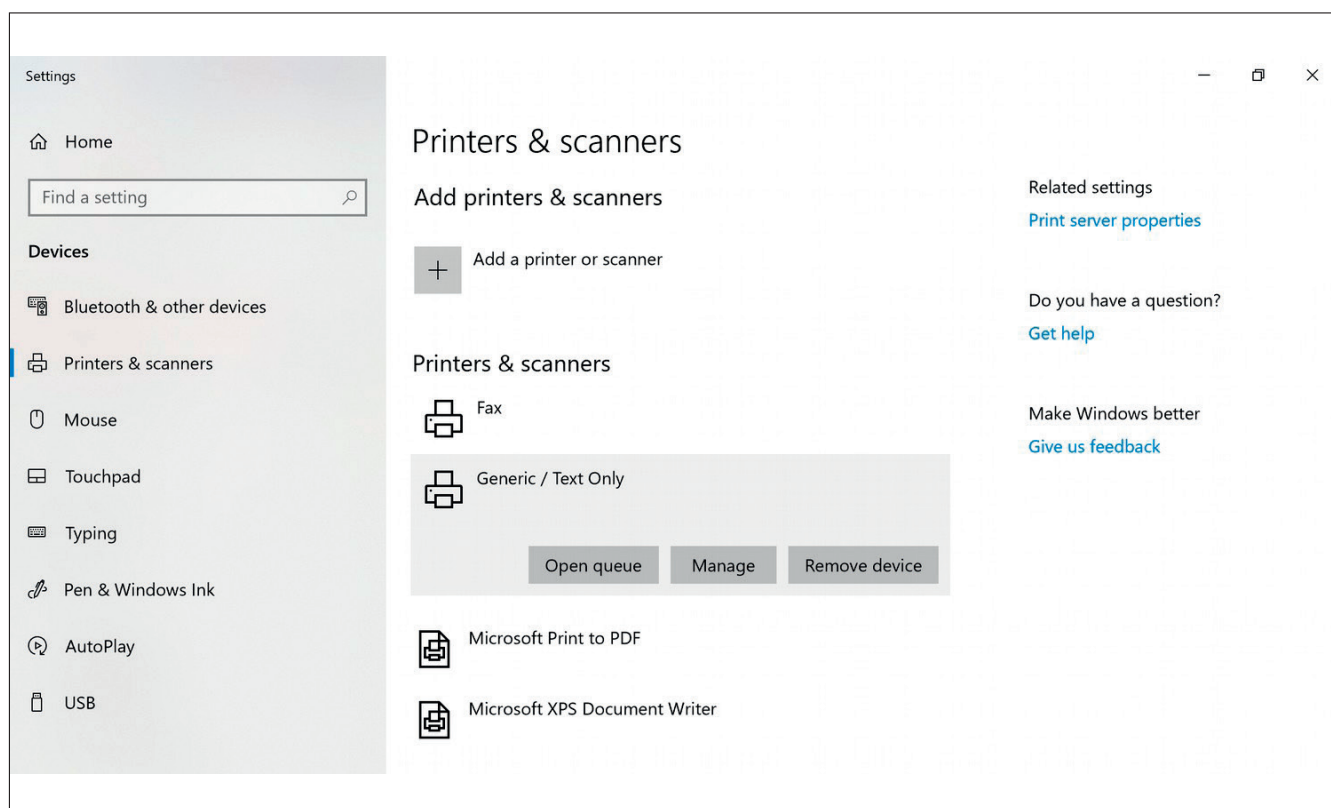 Settings
Home
Find a setting
Devices
Bluetooth & other devices
Printers & scanners
Mouse
Touchpad
Typing
Pen & Windows Ink
AutoPlay
USB
Printers & scanners
Add printers & scanners
Add a printer or scanner
Printers & scanners
Fax
Generic / Text Only
Open queue Manage Remove device
Microsoft Print to PDF
Microsoft XPS Document Writer
Related settings
Print server properties
Do you have a question?
Get help
Make Windows better
Give us feedback